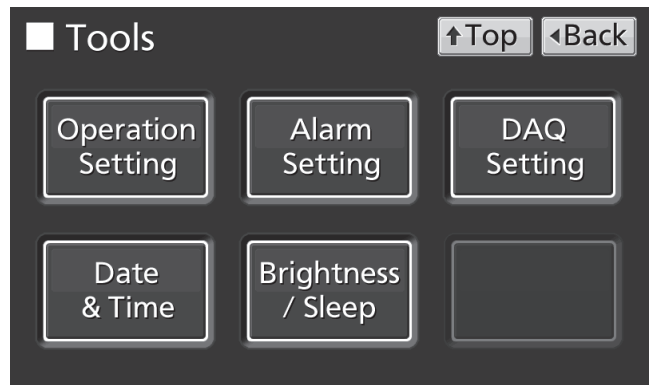 Tools
Top
Back
Operation
Setting
Alarm
Setting
DAQ
Setting
Date
& Time
Brightness
/ Sleep